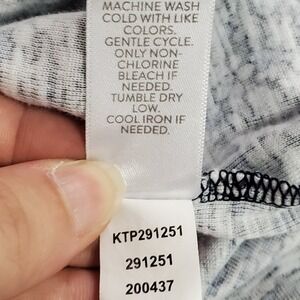 MACHINE WASH
COLD WITH LIKE
COLORS.
GENTLE CYCLE.
ONLY NON-
CHLORINE
BLEACH IF
NEEDED.
TUMBLE DRY
LOW.
COOL IRON IF
NEEDED.
KTP291251
291251
200437